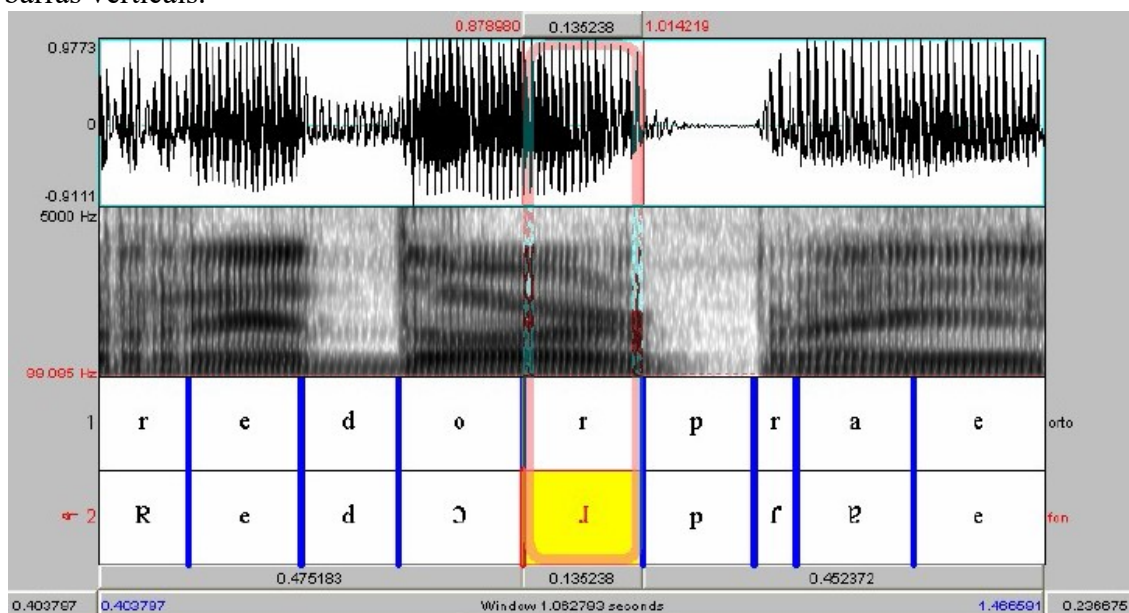 barras verticais.
0.878980 0.135238 1.014219
0.9773
0
-0.9111
5000 Hz
99.085 Hz
1 r e d o r p r a e orto
2 R e d ɔ ɹ p ɾ ɐ e fon
0.475183 0.135238 0.452372
0.403797 0.403797 Window 1.062793 seconds 1.466591 0.236675